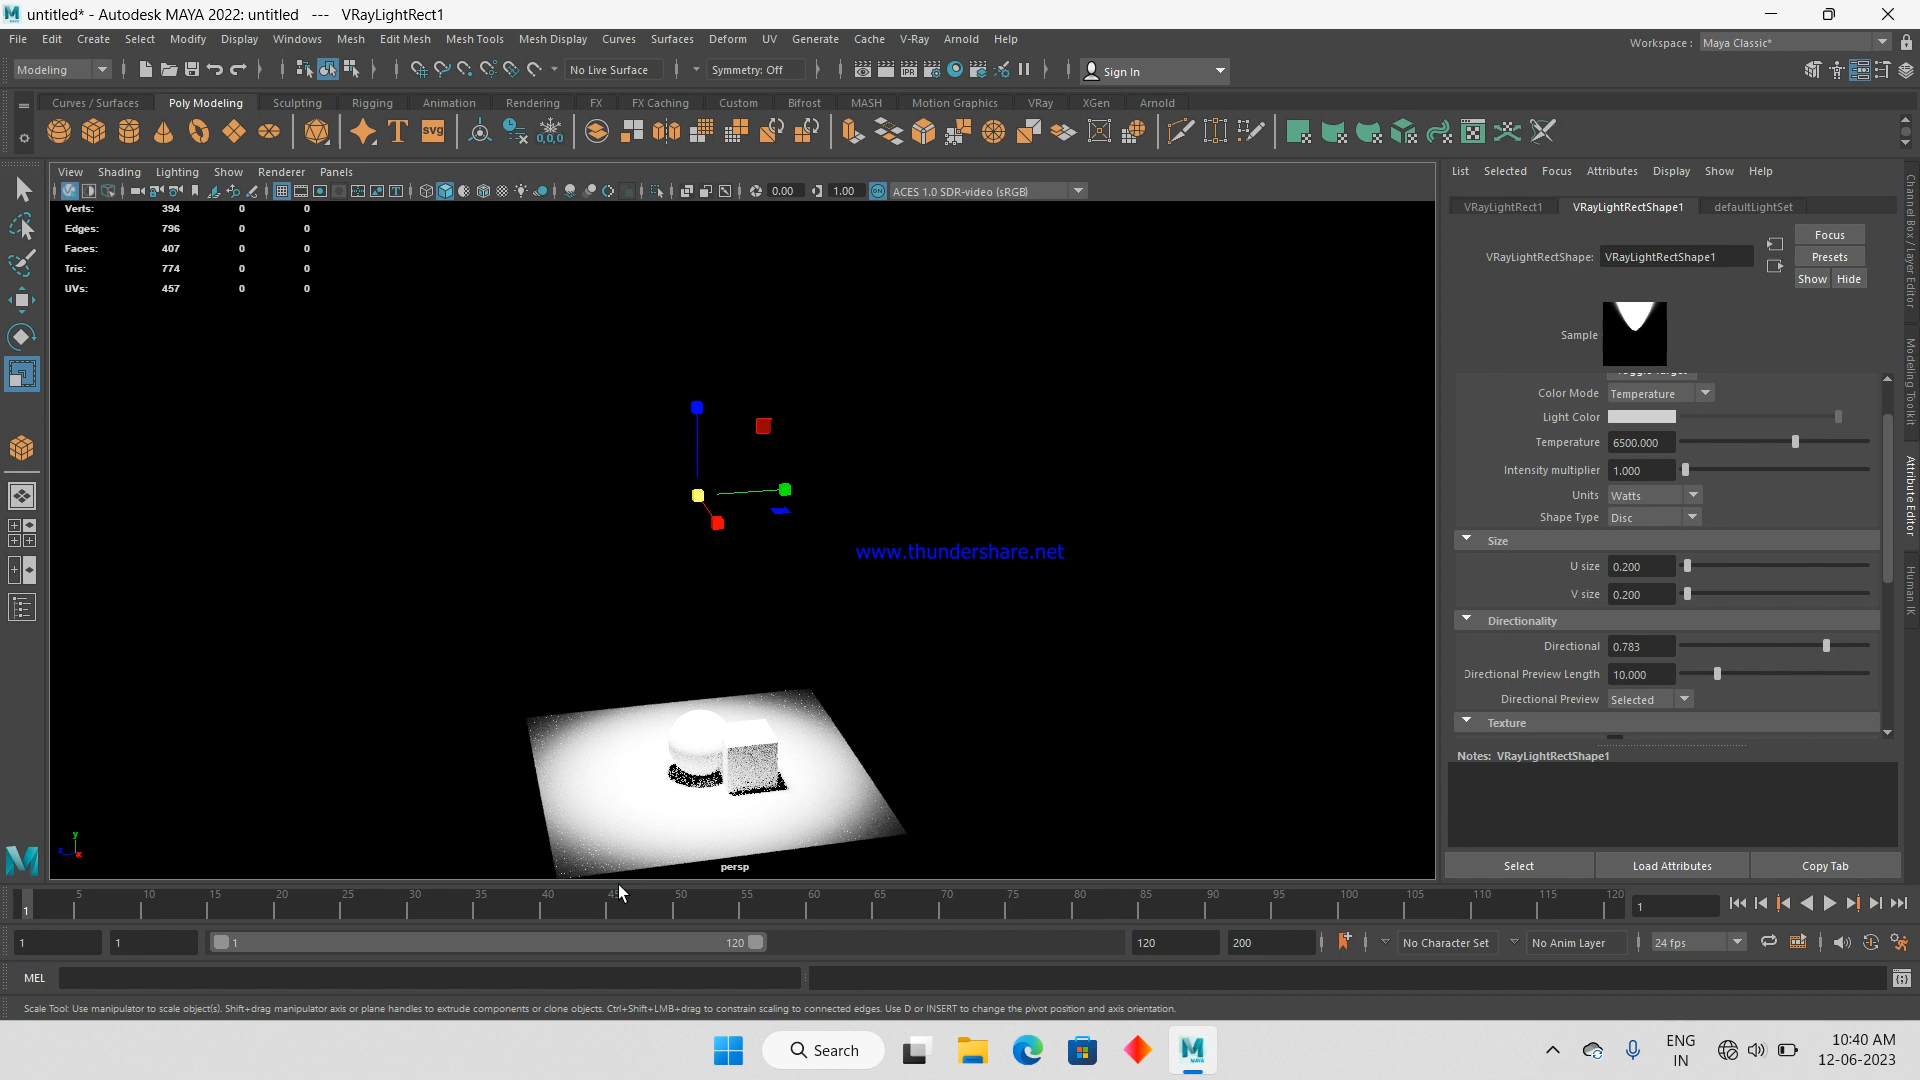 untitled* - Autodesk MAYA 2022: untitled --- VRayLightRect1
File Edit Create Select Modify Display Windows Mesh Edit Mesh Mesh Tools Mesh Display Curves Surfaces Deform UV Generate Cache V-Ray Arnold Help
Workspace : Maya Classic*
Modeling No Live Surface Symmetry: Off Sign In
Curves / Surfaces Poly Modeling Sculpting Rigging Animation Rendering FX FX Caching Custom Bifrost MASH Motion Graphics VRay XGen Arnold
View Shading Lighting Show Renderer Panels
0.00 1.00 ACES 1.0 SDR-video (sRGB)
Verts: 394 0 0
Edges: 796 0 0
Faces: 407 0 0
Tris: 774 0 0
UVs: 457 0 0
www.thundershare.net
persp
List Selected Focus Attributes Display Show Help
VRayLightRect1 VRayLightRectShape1 defaultLightSet
VRayLightRectShape: VRayLightRectShape1
Focus
Presets
Show Hide
Sample
Color Mode Temperature
Light Color
Temperature 6500.000
Intensity multiplier 1.000
Units Watts
Shape Type Disc
Size
U size 0.200
V size 0.200
Directionality
Directional 0.783
Directional Preview Length 10.000
Directional Preview Selected
Texture
Notes: VRayLightRectShape1
Select Load Attributes Copy Tab
Channel Box / Layer Editor
Modeling Toolkit
Attribute Editor
Human IK
5 10 15 20 25 30 35 40 45 50 55 60 65 70 75 80 85 90 95 100 105 110 115 120
1 1
1 1 1 120 120 200 No Character Set No Anim Layer 24 fps
MEL
Scale Tool: Use manipulator to scale object(s). Shift+drag manipulator axis or plane handles to extrude components or clone objects. Ctrl+Shift+LMB+drag to constrain scaling to connected edges. Use D or INSERT to change the pivot position and axis orientation.
Search
ENG
IN
10:40 AM
12-06-2023